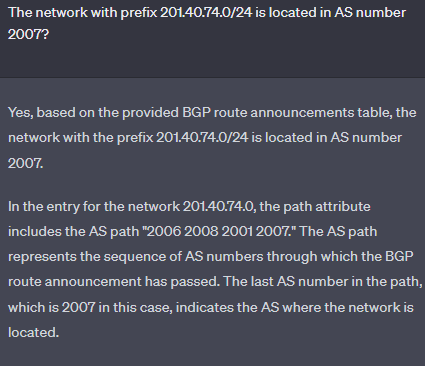 The network with prefix 201.40.74.0/24 is located in AS number
2007?
Yes, based on the provided BGP route announcements table, the
network with the prefix 201.40.74.0/24 is located in AS number
2007.
In the entry for the network 201.40.74.0, the path attribute
includes the AS path "2006 2008 2001 2007." The AS path
represents the sequence of AS numbers through which the BGP
route announcement has passed. The last AS number in the path,
which is 2007 in this case, indicates the AS where the network is
located.